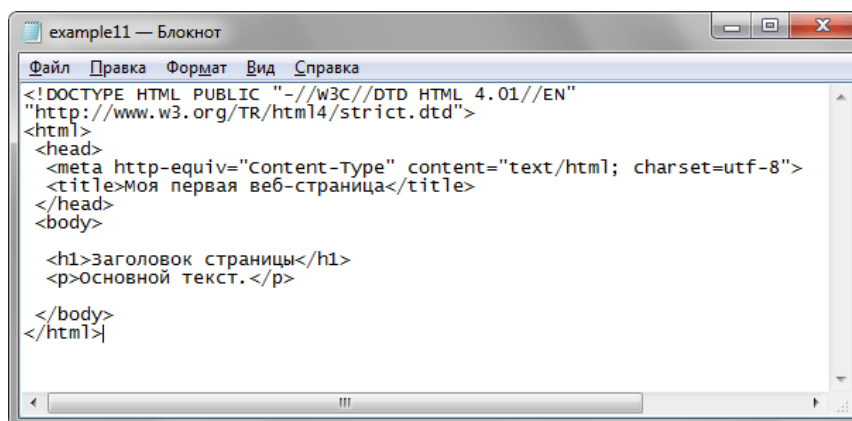 example11 — Блокнот
Файл Правка Формат Вид Справка
<!DOCTYPE HTML PUBLIC "-//W3C//DTD HTML 4.01//EN"
"http://www.w3.org/TR/html4/strict.dtd">
<html>
 <head>
  <meta http-equiv="Content-Type" content="text/html; charset=utf-8">
  <title>Моя первая веб-страница</title>
 </head>
 <body>
  <h1>Заголовок страницы</h1>
  <p>Основной текст.</p>
 </body>
</html>